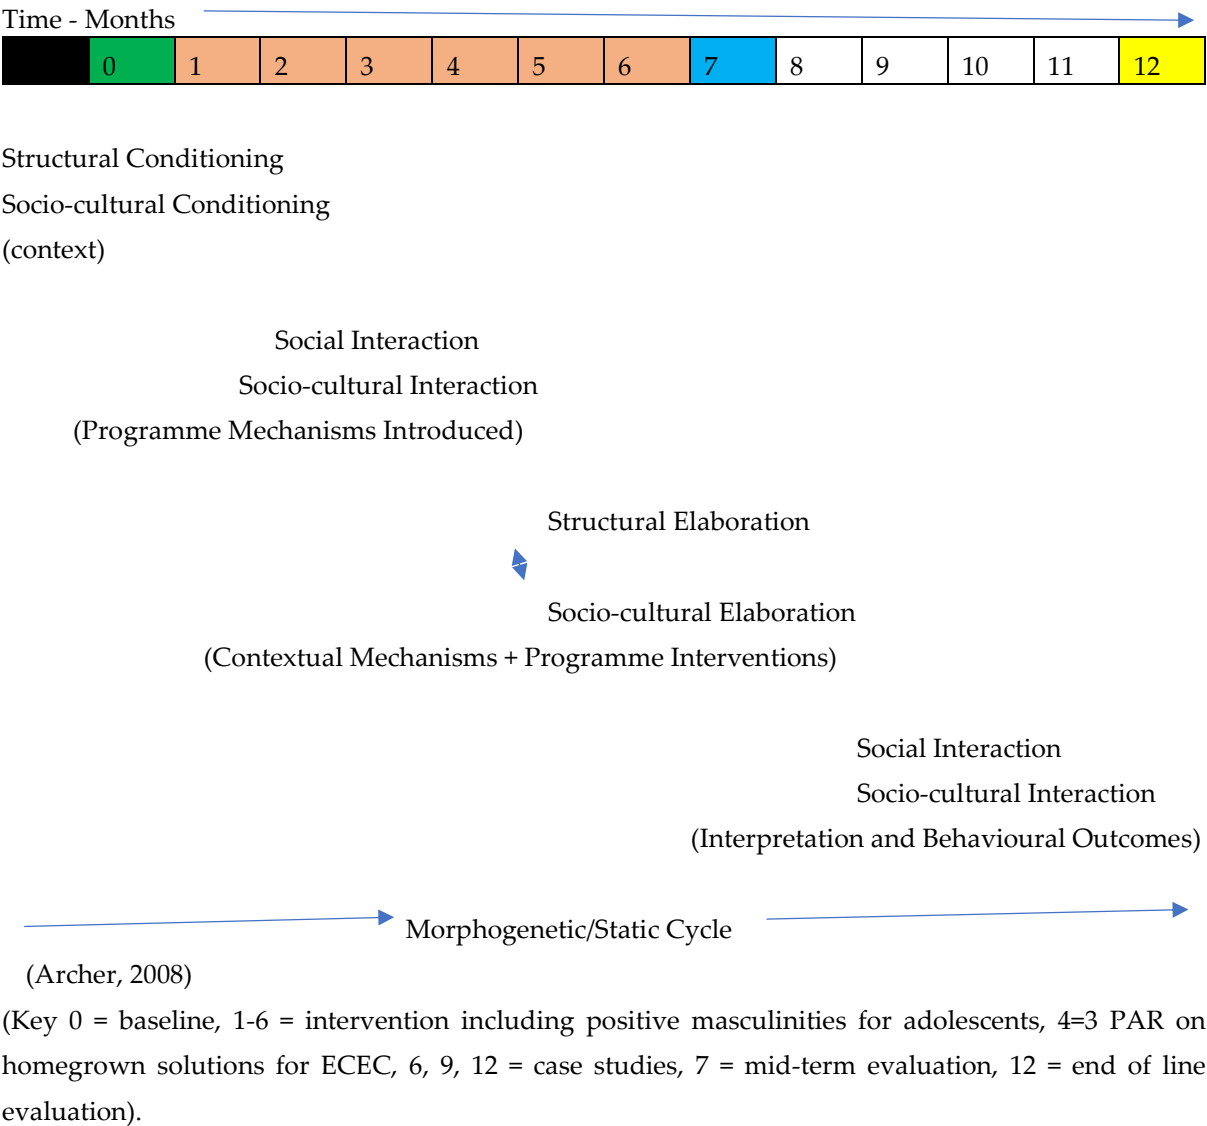 Time - Months
0 1 2 3 4 5 6 7 8 9 10 11 12
Structural Conditioning
Socio-cultural Conditioning
(context)
Social Interaction
Socio-cultural Interaction
(Programme Mechanisms Introduced)
Structural Elaboration
Socio-cultural Elaboration
(Contextual Mechanisms + Programme Interventions)
Social Interaction
Socio-cultural Interaction
(Interpretation and Behavioural Outcomes)
Morphogenetic/Static Cycle
(Archer, 2008)
(Key 0 = baseline, 1-6 = intervention including positive masculinities for adolescents, 4=3 PAR on
homegrown solutions for ECEC, 6, 9, 12 = case studies, 7 = mid-term evaluation, 12 = end of line
evaluation).